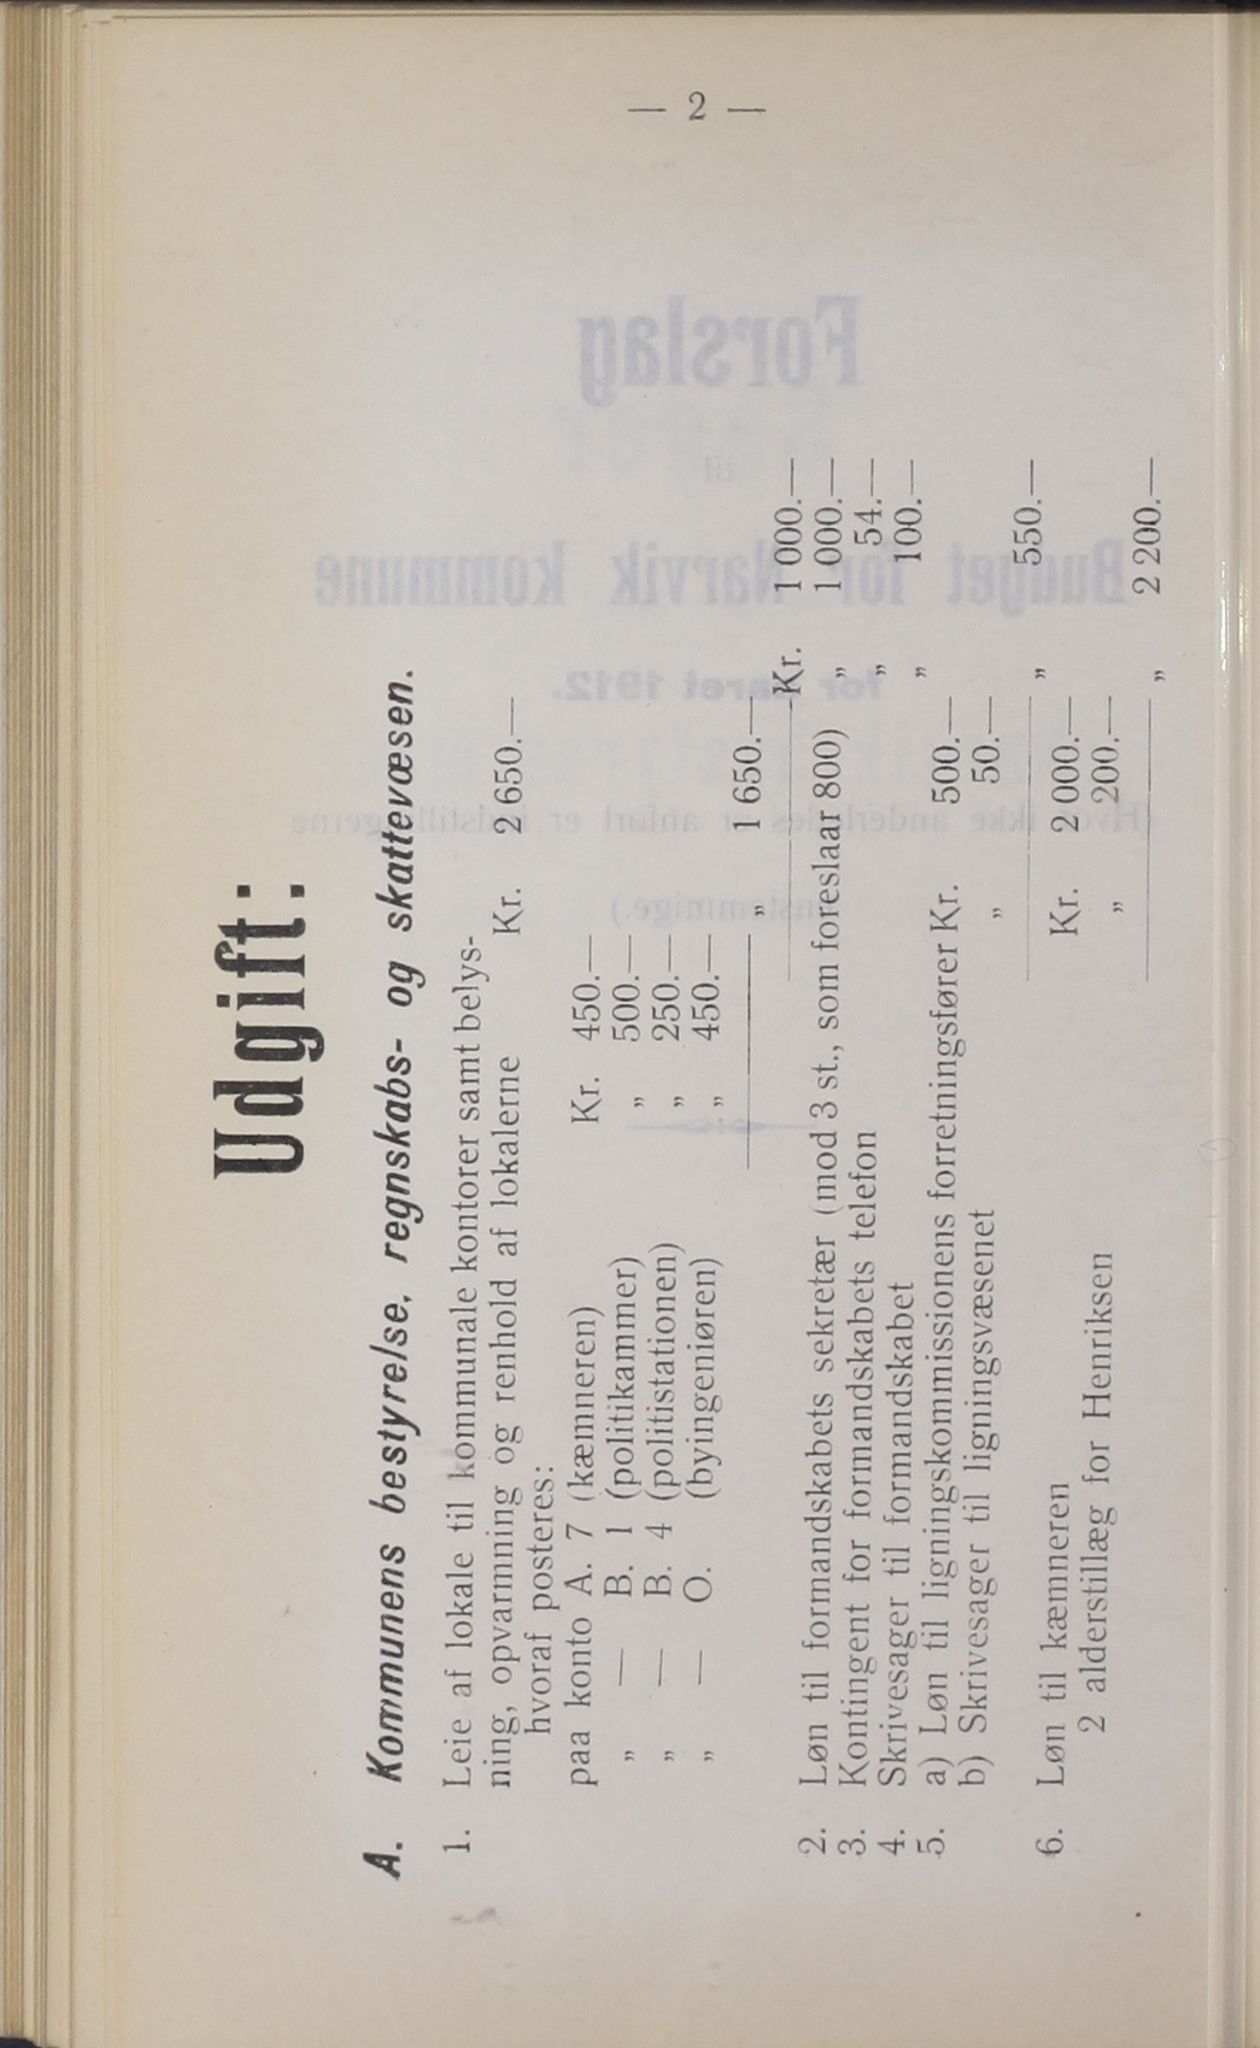 — 2 —
Udgift:
A. Kommunens bestyrelse, regnskabs- og skattevæsen.
1. Leie af lokale til kommunale kontorer samt belys-
ning, opvarmning og renhold af lokalerne Kr. 2 650.—
hvoraf posteres:
paa konto A. 7 (kæmneren) Kr. 450.—
„ — B. 1 (politikammer) „ 500.—
„ — B. 4 (politistationen) „ 250.—
„ — O. (byingeniøren) „ 450.—
„ 1 650.—
Kr. 1 000.—
2. Løn til formandskabets sekretær (mod 3 st., som foreslaar 800) „ 1 000.—
3. Kontingent for formandskabets telefon „ 54.—
4. Skrivesager til formandskabet „ 100.—
5. a) Løn til ligningskommissionens forretningsfører Kr. 500.—
b) Skrivesager til ligningsvæsenet „ 50.—
„ 550.—
6. Løn til kæmneren Kr. 2 000.—
2 alderstillæg for Henriksen „ 200.—
„ 2 200.—